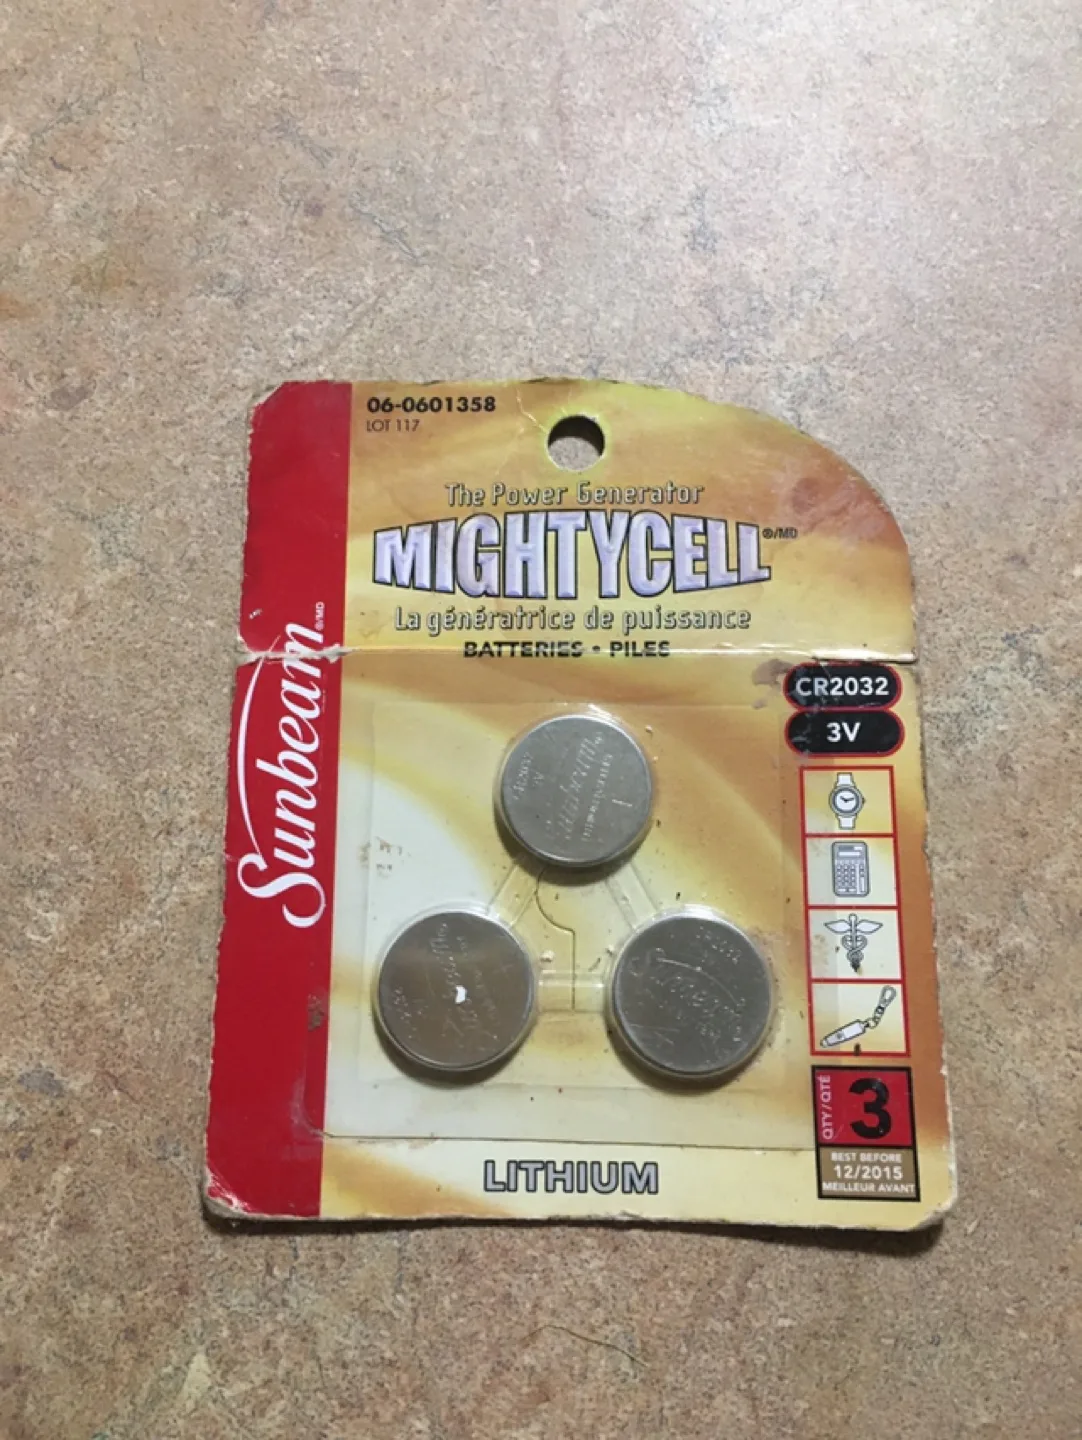 06-0601358
LOT 117
The Power Generator
MIGHTYCELL®/MD
La génératrice de puissance
BATTERIES • PILES
Sunbeam®/MD
CR2032
3V
QTY/QTÉ
3
BEST BEFORE
12/2015
MEILLEUR AVANT
LITHIUM